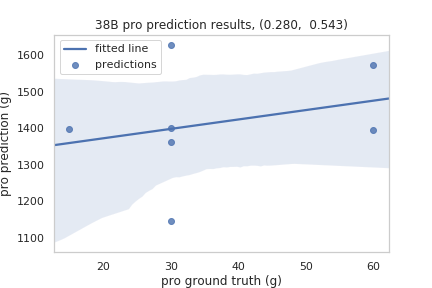 38B pro prediction results, (0.280,  0.543)
fitted line
predictions
pro prediction (g)
1600
1500
1400
1300
1200
1100
20 30 40 50 60
pro ground truth (g)